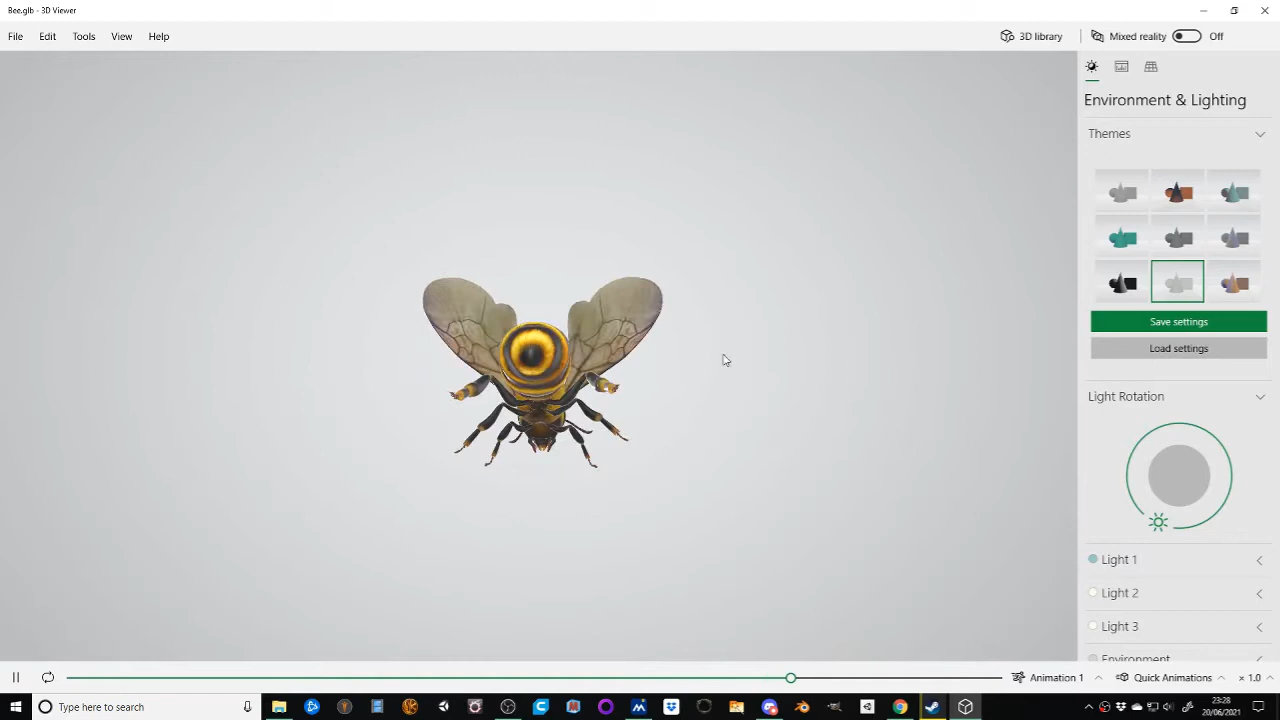 Bee.glb - 3D Viewer
File Edit Tools View Help 3D library Mixed reality Off
Environment & Lighting
Themes
Save settings
Load settings
Light Rotation
Light 1
Light 2
Light 3
Environment
Animation 1 Quick Animations × 1.0
Type here to search
23:28
20/06/2021